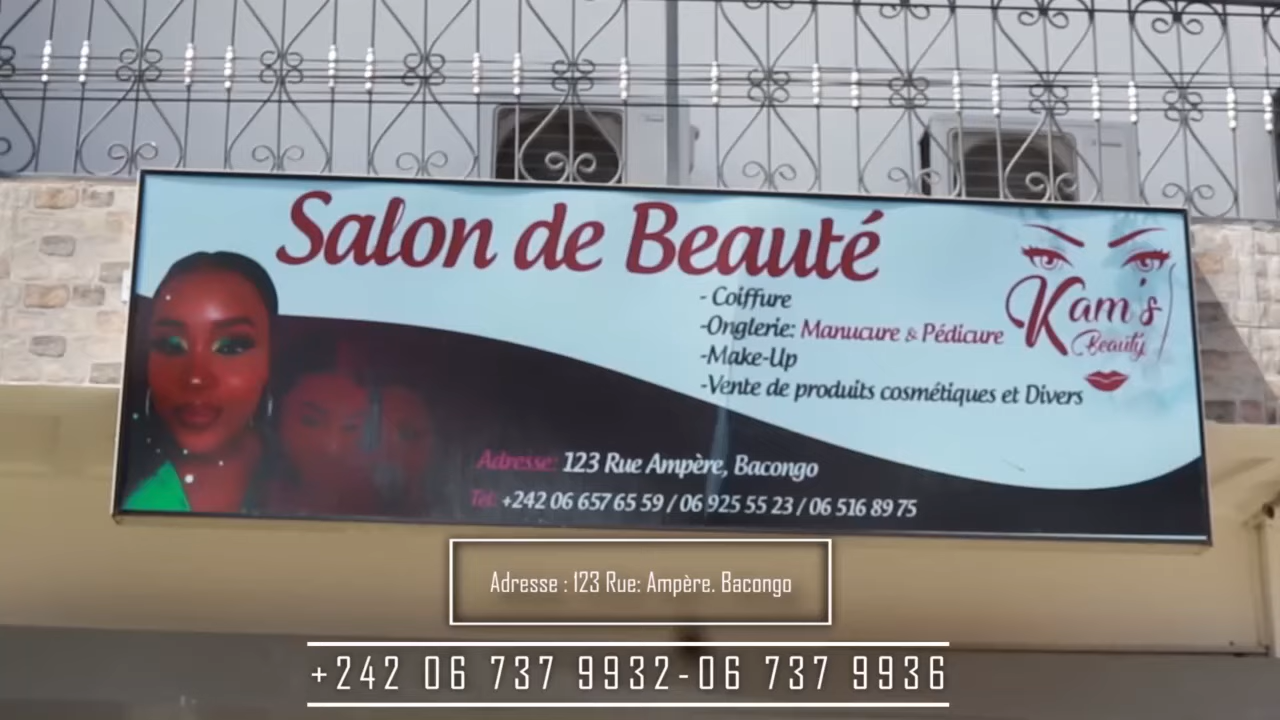 Salon de Beauté
- Coiffure
-Onglerie: Manucure & Pédicure
-Make-Up
-Vente de produits cosmétiques et Divers
Kam's
Beauty
Adresse: 123 Rue Ampère, Bacongo
Tel: +242 06 657 65 59 / 06 925 55 23 / 06 516 89 75
Adresse : 123 Rue: Ampère. Bacongo
+242 06 737 9932-06 737 9936